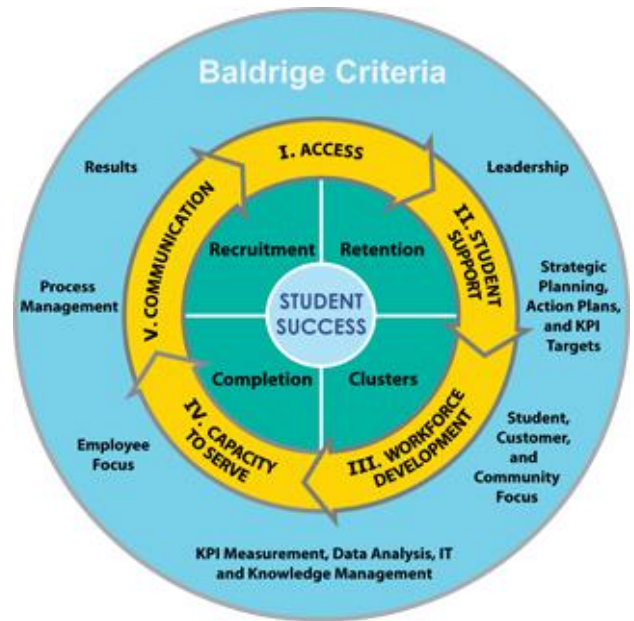 Baldrige Criteria
Results
Leadership
I. ACCESS
II. STUDENT
SUPPORT
V. COMMUNICATION
Recruitment
Retention
STUDENT
SUCCESS
Process
Management
Strategic
Planning,
Action Plans,
and KPI
Targets
Completion
Clusters
IV. CAPACITY
TO SERVE
III. WORKFORCE
DEVELOPMENT
Employee
Focus
Student,
Customer,
and
Community
Focus
KPI Measurement, Data Analysis, IT
and Knowledge Management